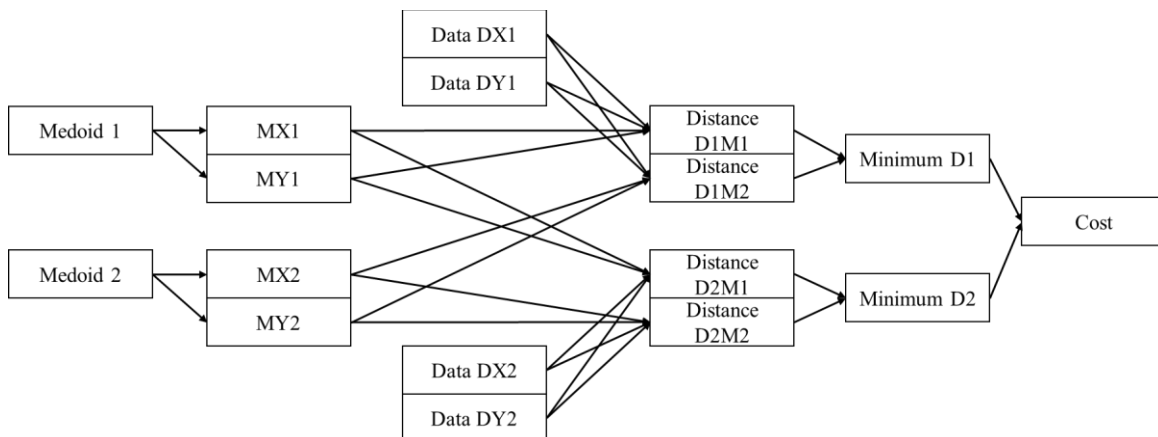 Data DX1
Data DY1
Medoid 1
MX1
MY1
Distance
D1M1
Distance
D1M2
Minimum D1
Cost
Medoid 2
MX2
MY2
Distance
D2M1
Distance
D2M2
Minimum D2
Data DX2
Data DY2